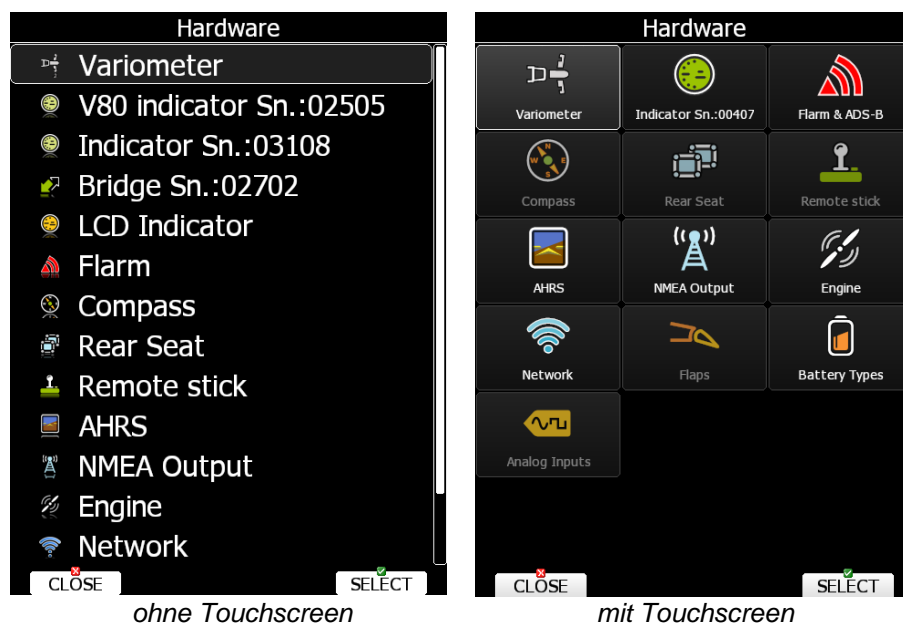 Hardware
Variometer
V80 indicator Sn.:02505
Indicator Sn.:03108
Bridge Sn.:02702
LCD Indicator
Flarm
Compass
Rear Seat
Remote stick
AHRS
NMEA Output
Engine
Network
CLOSE SELECT
ohne Touchscreen
Hardware
Variometer Indicator Sn.:00407 Flarm & ADS-B
Compass Rear Seat Remote stick
AHRS NMEA Output Engine
Network Flaps Battery Types
Analog Inputs
CLOSE SELECT
mit Touchscreen